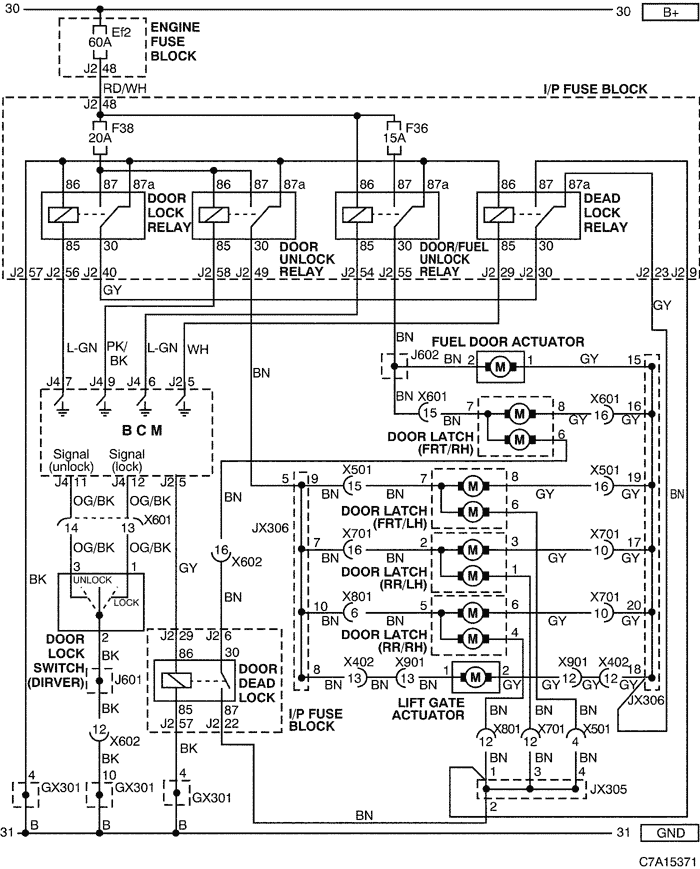 30 30 B+
Ef2
60A
ENGINE
FUSE
BLOCK
J2 48
RD/WH
I/P FUSE BLOCK
J2 48
F38
20A
F36
15A
86 87 87a 86 87 87a 86 87 87a 86 87 87a
DOOR
LOCK
RELAY
DEAD
LOCK
RELAY
85 30 85 30 85 30 85 30
DOOR
UNLOCK
RELAY
DOOR/FUEL
UNLOCK
RELAY
J2 57 J2 56 J2 40 J2 58 J2 49 J2 54 J2 55 J2 29 J2 30 J2 23 J2 9
GY
GY
L-GN PK/
BK L-GN WH
BN
BN
FUEL DOOR ACTUATOR
J602 BN 2 M 1 GY 15
J4 7 J4 9 J4 6 J2 5
BCM
Signal
(unlock)
Signal
(lock)
J4 11 J4 12 J2 5
BN X601 15 7 M 8 GY X601 16 16
M 6
DOOR LATCH
(FRT/RH)
OG/BK OG/BK
X601
14 13
OG/BK OG/BK
BN
5 9 X501 BN 15 7 M 8 GY X501 16 19
M 6
DOOR LATCH
(FRT/LH)
BN
JX306
7 X701 BN 16 2 M 3 GY X701 10 17
M 1
DOOR LATCH
(RR/LH)
16 X602
BK
GY
BN
3 1
UNLOCK
LOCK
2
10 X801 BN 6 5 M 6 GY X701 10 20
M 4
DOOR LATCH
(RR/RH)
DOOR
LOCK
SWITCH
(DIRVER)
BK
J601
BK
J2 29 J2 6
86 30
DOOR
DEAD
LOCK
85 87
J2 57 J2 22
I/P FUSE
BLOCK
8 X402 BN 13 BN X901 13 BN 1 M 2 GY X901 12 GY X402 12 GY 18
LIFT GATE
ACTUATOR
BN BN BN
JX306
12 X602
BK
BK
BN
X801 12 X701 12 X501 4
BN BN BN
1 3 4
JX305
2
BN
4 GX301 10 GX301 4 GX301
B B B
31 31 GND
C7A15371